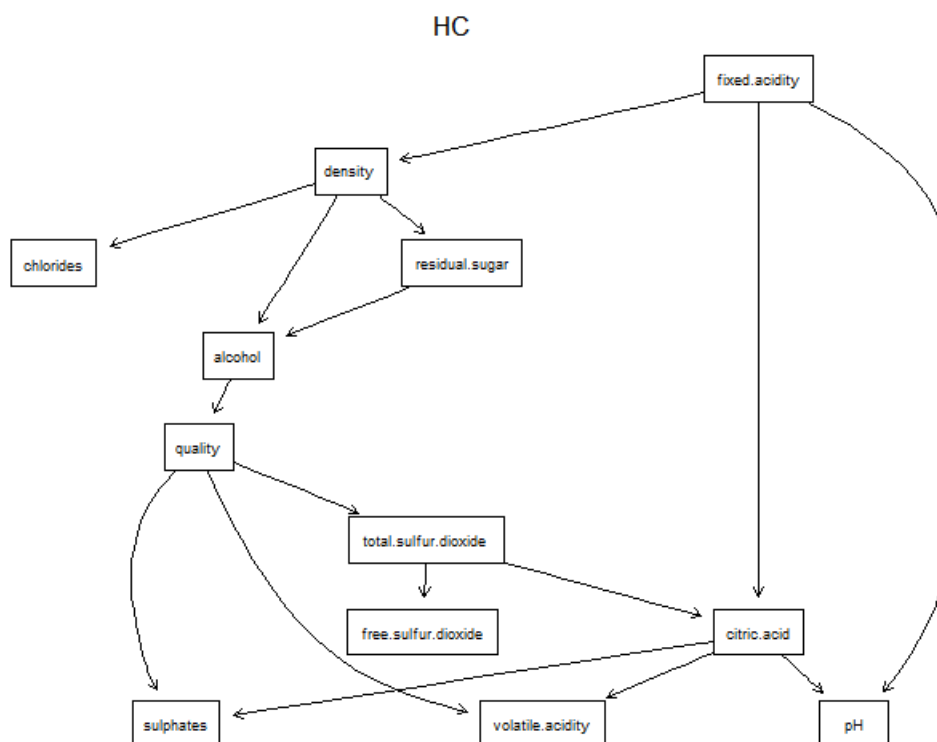 HC
fixed.acidity
density
chlorides
residual.sugar
alcohol
quality
total.sulfur.dioxide
free.sulfur.dioxide
citric.acid
sulphates
volatile.acidity
pH